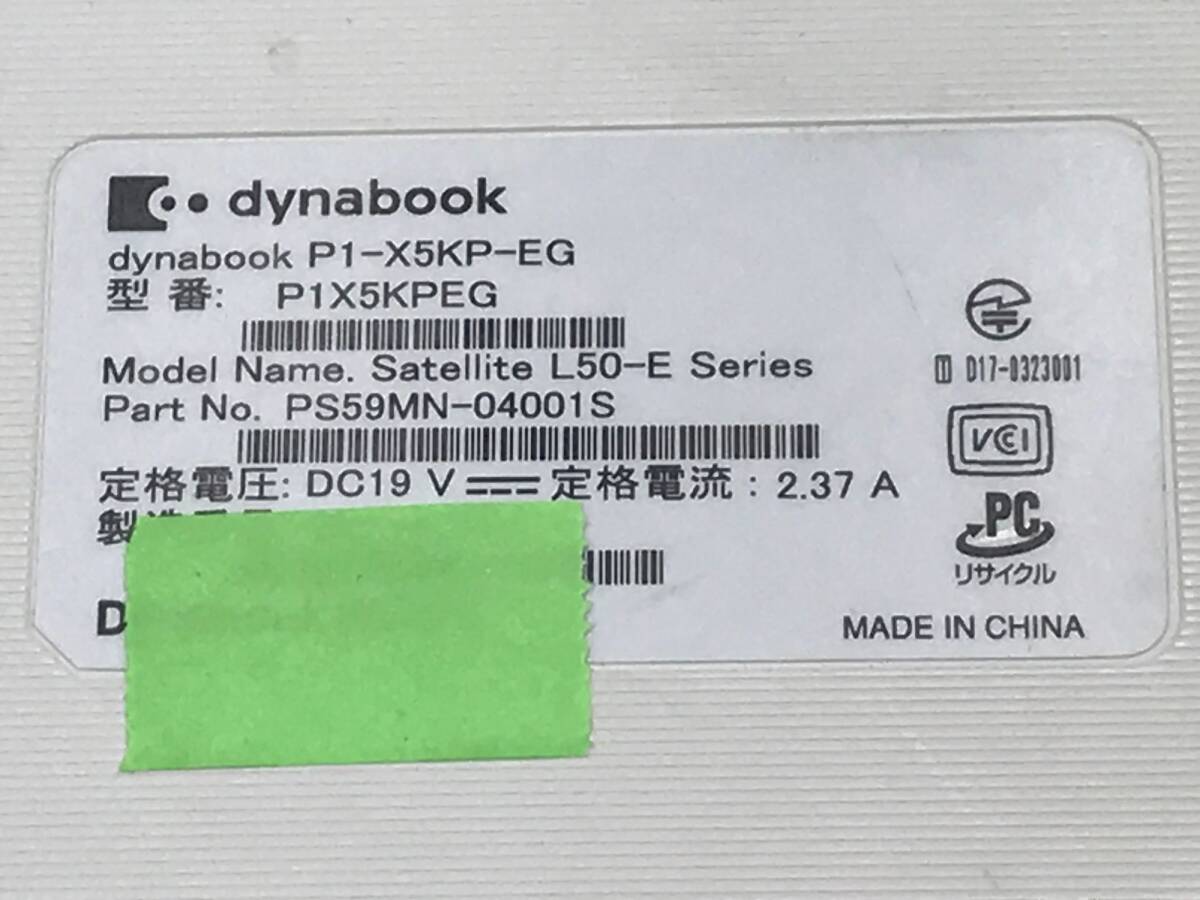 dynabook
dynabook P1-X5KP-EG
型 番: P1X5KPEG
Model Name. Satellite L50-E Series
Part No. PS59MN-04001S
定格電圧: DC19 V 定格電流 : 2.37 A
製
D
T D17-0323001
VCCI
PC
リサイクル
MADE IN CHINA